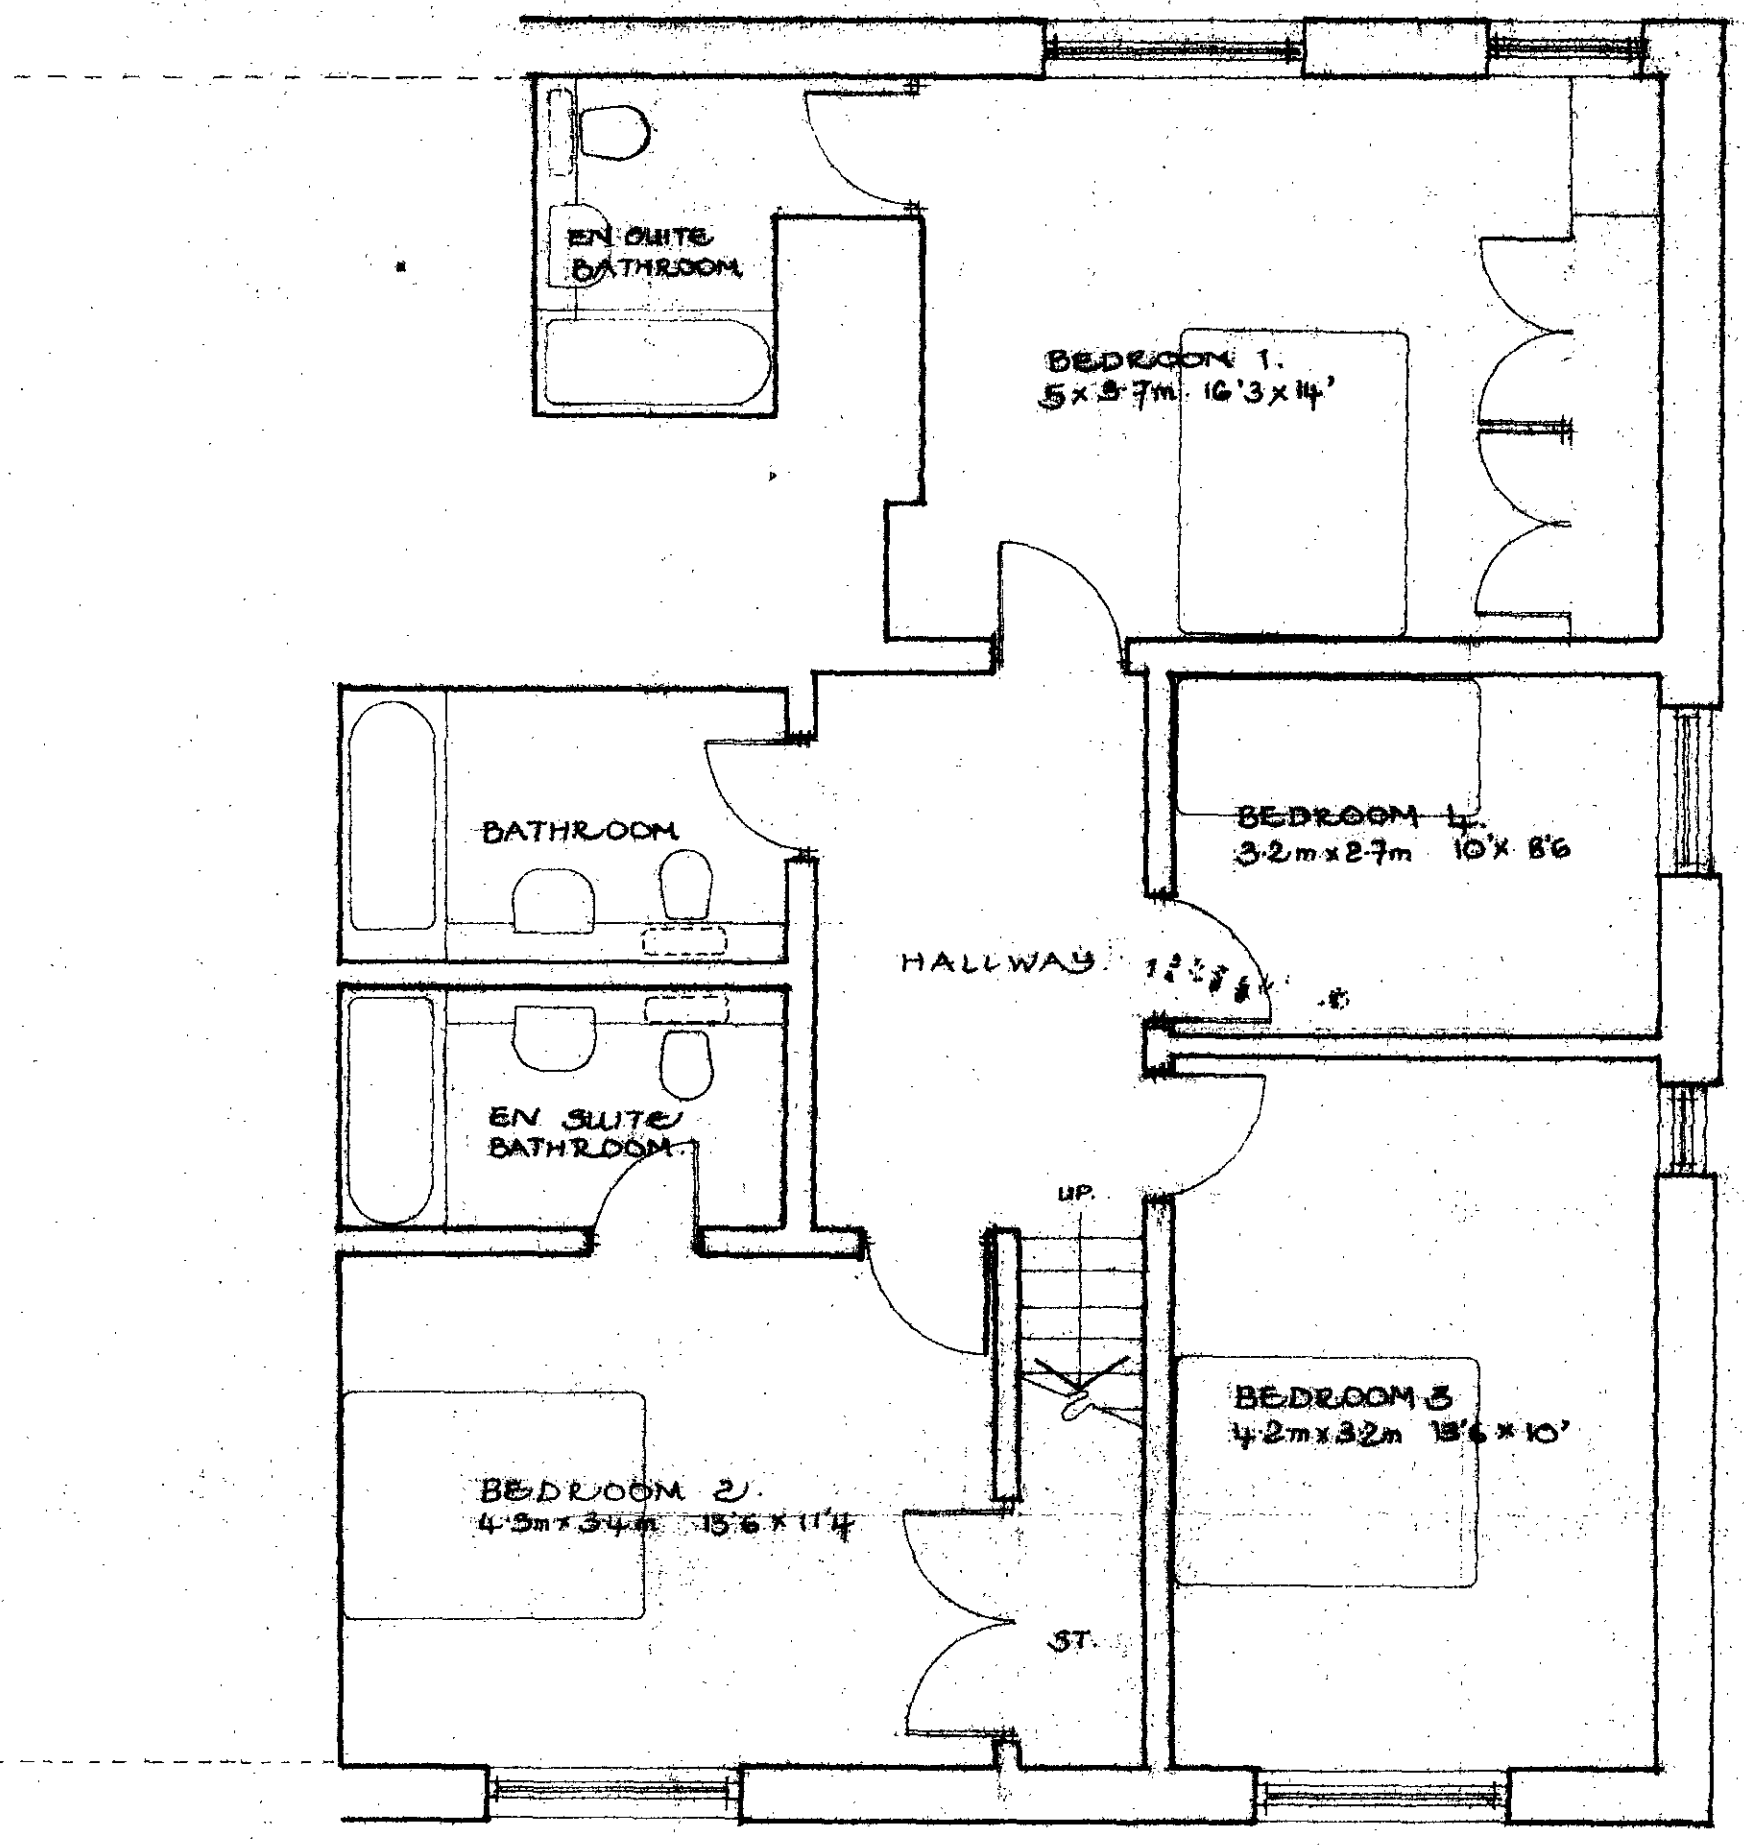 EN SUITE
BATHROOM
BEDROOM 1.
5 x 3.7m. 16'3 x 14'
BATHROOM
BEDROOM 4.
3.2m x 2.7m 10' x 8'6
HALLWAY.
EN SUITE
BATHROOM.
UP.
BEDROOM 3
4.2m x 3.2m 13'6 x 10'
BEDROOM 2.
4.3m x 3.4m 13'6 x 11'4
ST.